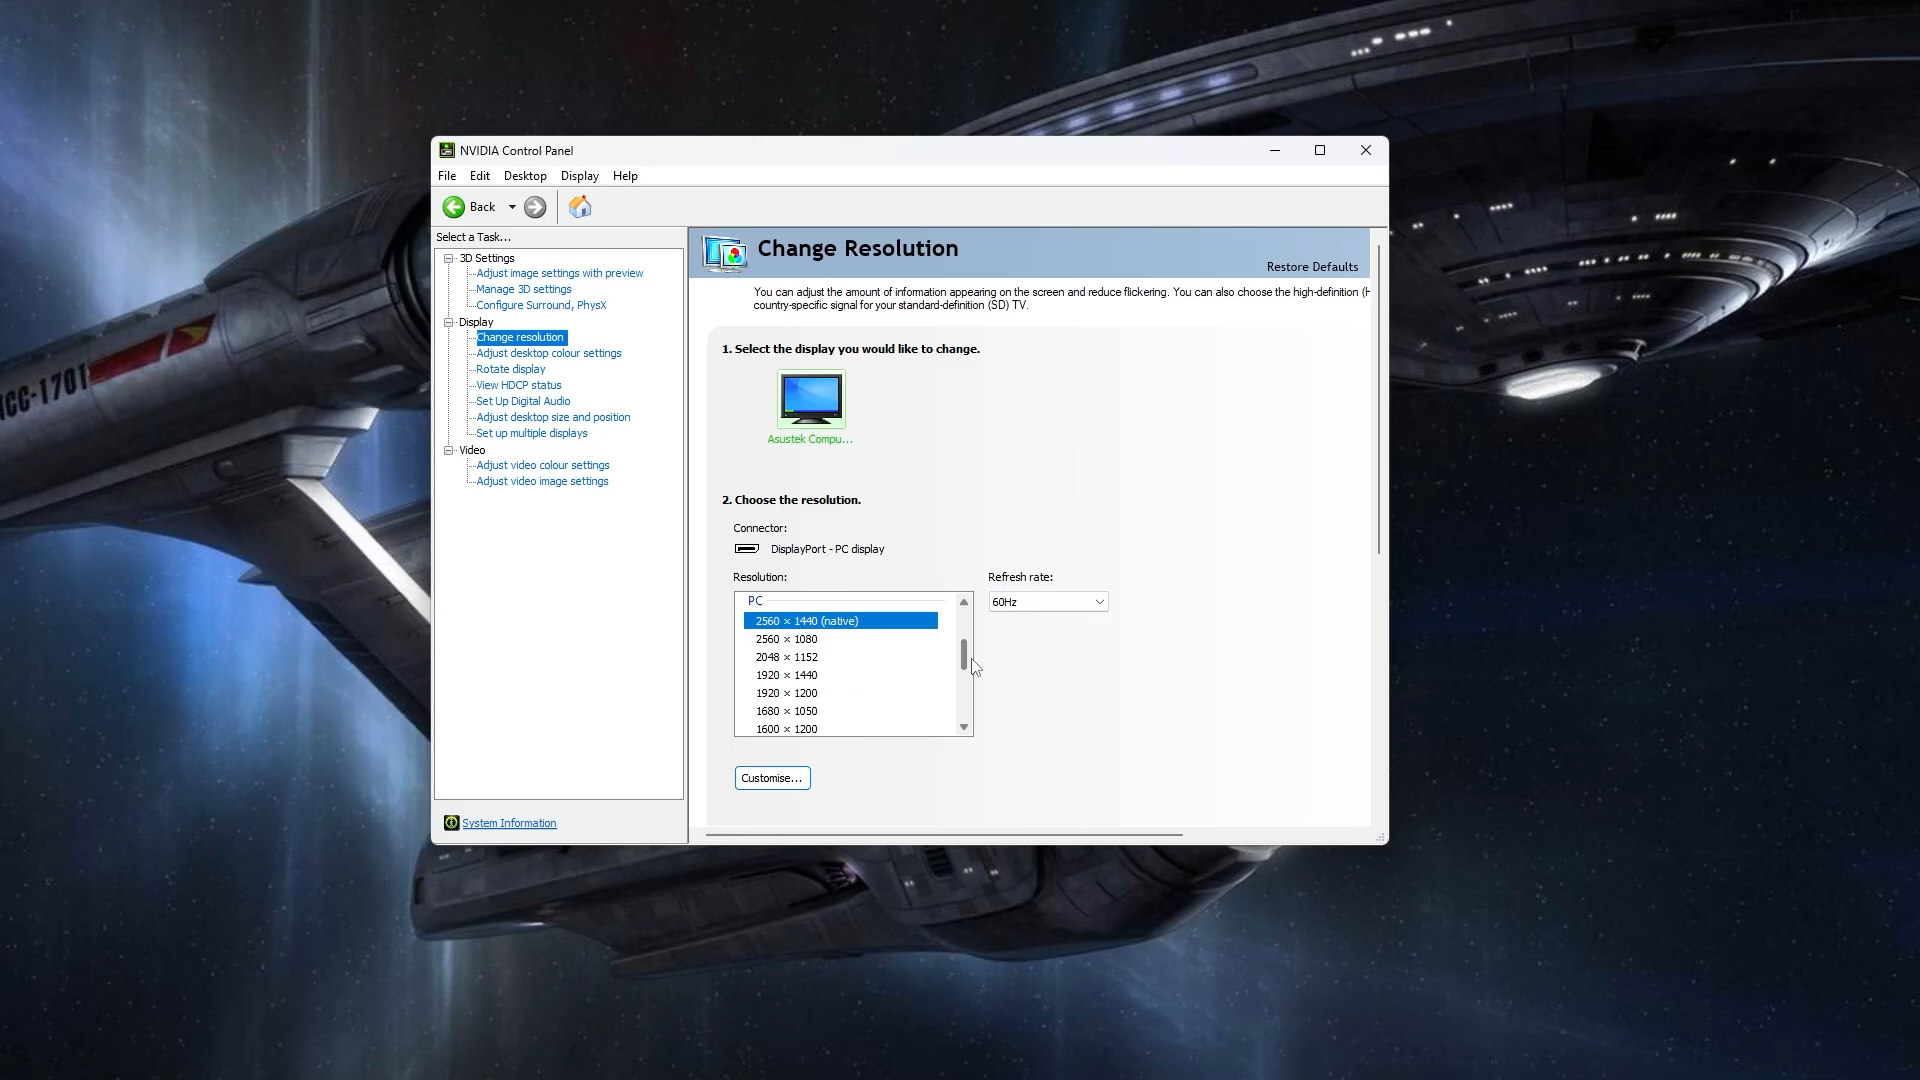 NVIDIA Control Panel
File Edit Desktop Display Help
Back
Select a Task...
3D Settings
Adjust image settings with preview
Manage 3D settings
Configure Surround, PhysX
Display
Change resolution
Adjust desktop colour settings
Rotate display
View HDCP status
Set Up Digital Audio
Adjust desktop size and position
Set up multiple displays
Video
Adjust video colour settings
Adjust video image settings
System Information
Change Resolution
Restore Defaults
You can adjust the amount of information appearing on the screen and reduce flickering. You can also choose the high-definition (H
country-specific signal for your standard-definition (SD) TV.
1. Select the display you would like to change.
Asustek Compu...
2. Choose the resolution.
Connector:
DisplayPort - PC display
Resolution:
PC
2560 × 1440 (native)
2560 × 1080
2048 × 1152
1920 × 1440
1920 × 1200
1680 × 1050
1600 × 1200
Refresh rate:
60Hz
Customise...
NCC-1701